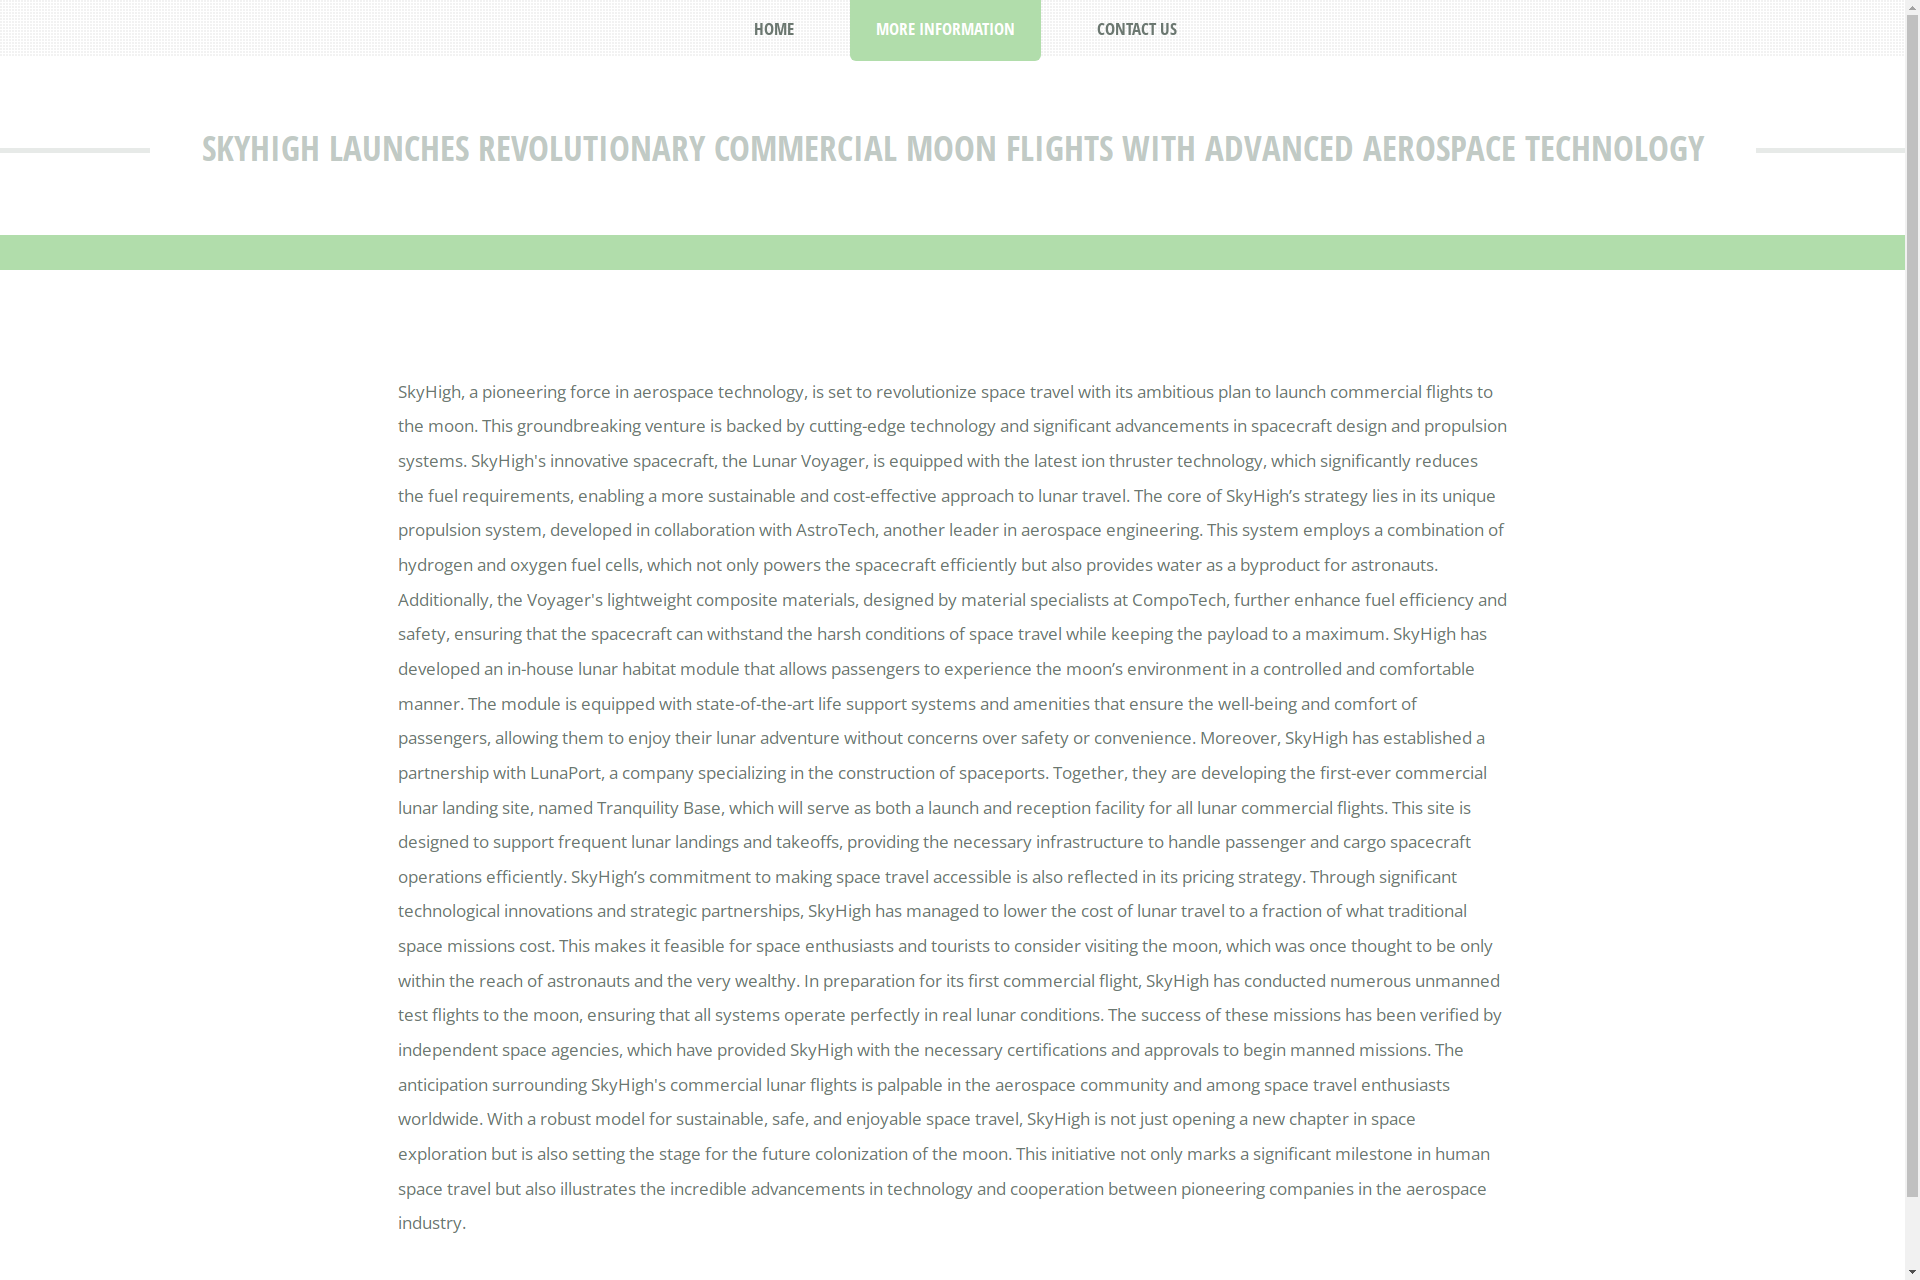 HOME
MORE INFORMATION
CONTACT US
SKYHIGH LAUNCHES REVOLUTIONARY COMMERCIAL MOON FLIGHTS WITH ADVANCED AEROSPACE TECHNOLOGY
SkyHigh, a pioneering force in aerospace technology, is set to revolutionize space travel with its ambitious plan to launch commercial flights to
the moon. This groundbreaking venture is backed by cutting-edge technology and significant advancements in spacecraft design and propulsion
systems. SkyHigh's innovative spacecraft, the Lunar Voyager, is equipped with the latest ion thruster technology, which significantly reduces
the fuel requirements, enabling a more sustainable and cost-effective approach to lunar travel. The core of SkyHigh’s strategy lies in its unique
propulsion system, developed in collaboration with AstroTech, another leader in aerospace engineering. This system employs a combination of
hydrogen and oxygen fuel cells, which not only powers the spacecraft efficiently but also provides water as a byproduct for astronauts.
Additionally, the Voyager's lightweight composite materials, designed by material specialists at CompoTech, further enhance fuel efficiency and
safety, ensuring that the spacecraft can withstand the harsh conditions of space travel while keeping the payload to a maximum. SkyHigh has
developed an in-house lunar habitat module that allows passengers to experience the moon’s environment in a controlled and comfortable
manner. The module is equipped with state-of-the-art life support systems and amenities that ensure the well-being and comfort of
passengers, allowing them to enjoy their lunar adventure without concerns over safety or convenience. Moreover, SkyHigh has established a
partnership with LunaPort, a company specializing in the construction of spaceports. Together, they are developing the first-ever commercial
lunar landing site, named Tranquility Base, which will serve as both a launch and reception facility for all lunar commercial flights. This site is
designed to support frequent lunar landings and takeoffs, providing the necessary infrastructure to handle passenger and cargo spacecraft
operations efficiently. SkyHigh’s commitment to making space travel accessible is also reflected in its pricing strategy. Through significant
technological innovations and strategic partnerships, SkyHigh has managed to lower the cost of lunar travel to a fraction of what traditional
space missions cost. This makes it feasible for space enthusiasts and tourists to consider visiting the moon, which was once thought to be only
within the reach of astronauts and the very wealthy. In preparation for its first commercial flight, SkyHigh has conducted numerous unmanned
test flights to the moon, ensuring that all systems operate perfectly in real lunar conditions. The success of these missions has been verified by
independent space agencies, which have provided SkyHigh with the necessary certifications and approvals to begin manned missions. The
anticipation surrounding SkyHigh's commercial lunar flights is palpable in the aerospace community and among space travel enthusiasts
worldwide. With a robust model for sustainable, safe, and enjoyable space travel, SkyHigh is not just opening a new chapter in space
exploration but is also setting the stage for the future colonization of the moon. This initiative not only marks a significant milestone in human
space travel but also illustrates the incredible advancements in technology and cooperation between pioneering companies in the aerospace
industry.